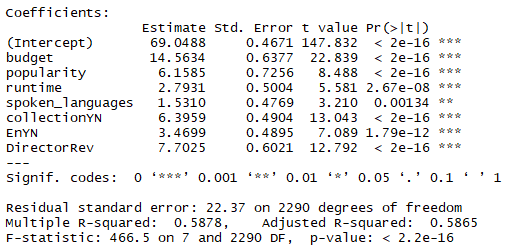 Coefficients:
Estimate Std. Error t value Pr(>|t|)
(Intercept) 69.0488 0.4671 147.832 < 2e-16 ***
budget 14.5634 0.6377 22.839 < 2e-16 ***
popularity 6.1585 0.7256 8.488 < 2e-16 ***
runtime 2.7931 0.5004 5.581 2.67e-08 ***
spoken_languages 1.5310 0.4769 3.210 0.00134 **
collectionYN 6.3959 0.4904 13.043 < 2e-16 ***
EnYN 3.4699 0.4895 7.089 1.79e-12 ***
DirectorRev 7.7025 0.6021 12.792 < 2e-16 ***
---
Signif. codes: 0 ‘***’ 0.001 ‘**’ 0.01 ‘*’ 0.05 ‘.’ 0.1 ‘ ’ 1
Residual standard error: 22.37 on 2290 degrees of freedom
Multiple R-squared: 0.5878, Adjusted R-squared: 0.5865
F-statistic: 466.5 on 7 and 2290 DF, p-value: < 2.2e-16